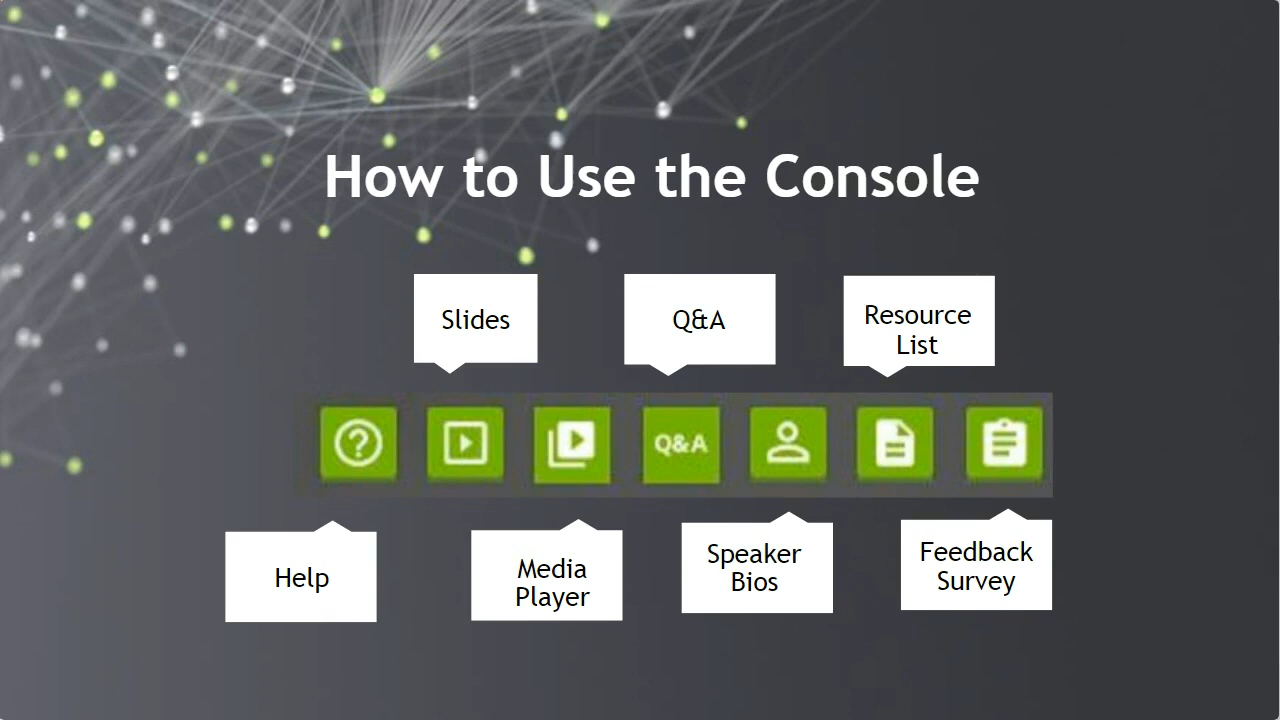 How to Use the Console
Slides
Q&A
Resource
List
Q&A
Help
Media
Player
Speaker
Bios
Feedback
Survey